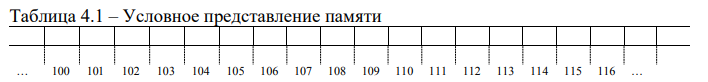 Таблица 4.1 – Условное представление памяти
... 100 101 102 103 104 105 106 107 108 109 110 111 112 113 114 115 116 ...